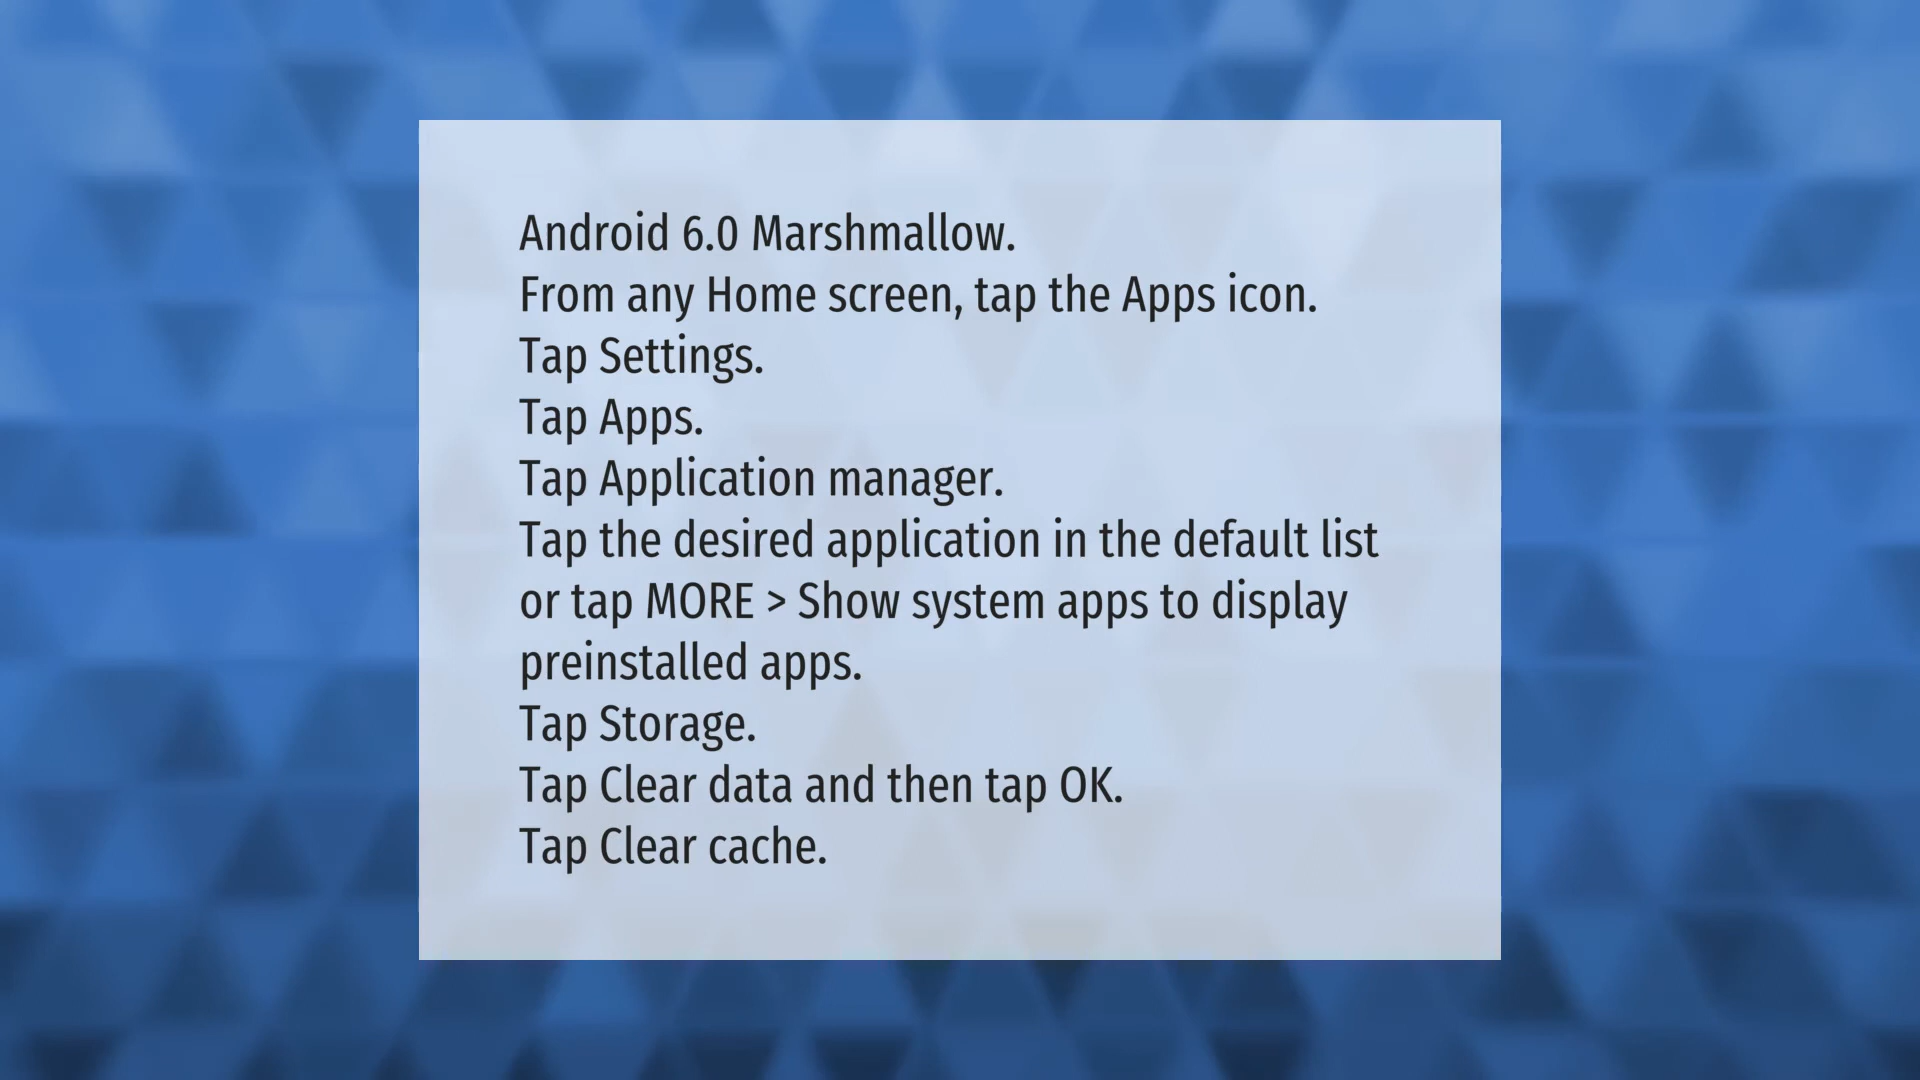 Android 6.0 Marshmallow.
From any Home screen, tap the Apps icon.
Tap Settings.
Tap Apps.
Tap Application manager.
Tap the desired application in the default list
or tap MORE > Show system apps to display
preinstalled apps.
Tap Storage.
Tap Clear data and then tap OK.
Tap Clear cache.